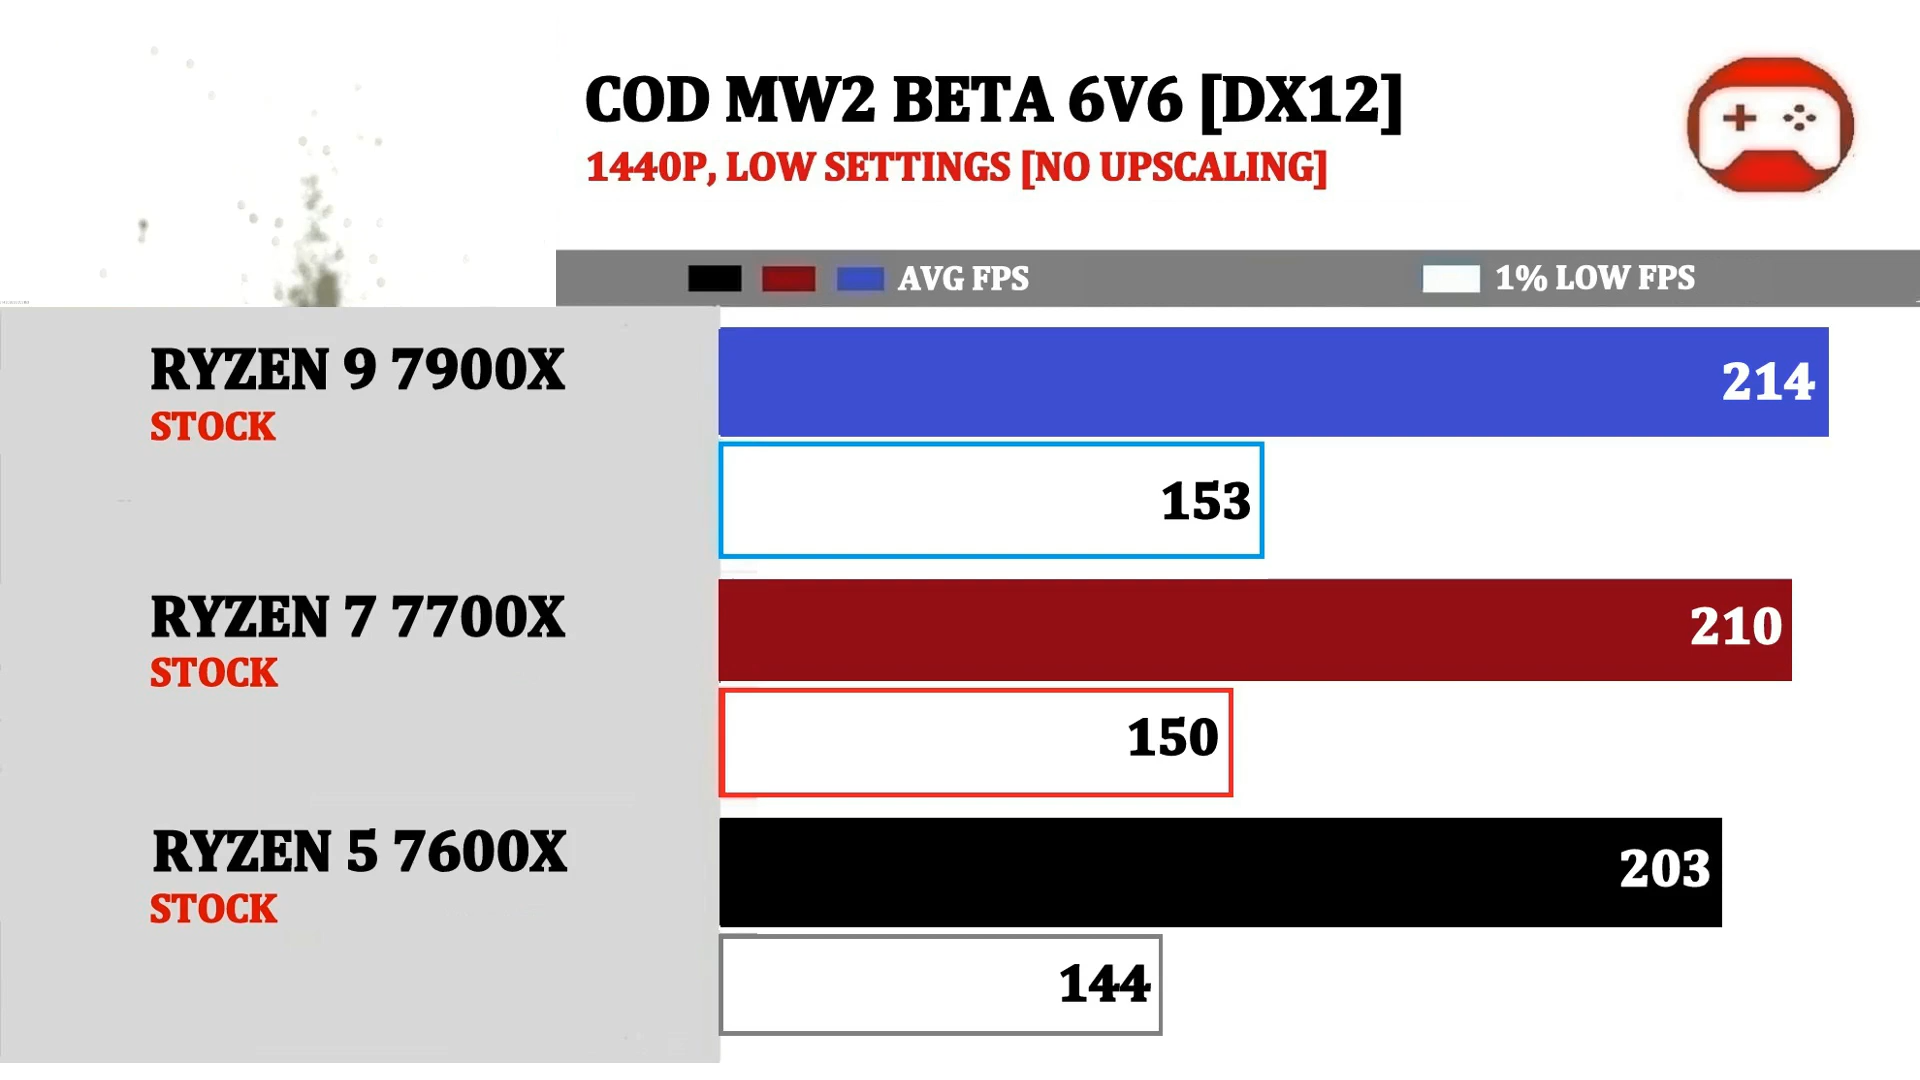 COD MW2 BETA 6V6 [DX12]
1440P, LOW SETTINGS [NO UPSCALING]
AVG FPS
1% LOW FPS
RYZEN 9 7900X
STOCK
214
153
RYZEN 7 7700X
STOCK
210
150
RYZEN 5 7600X
STOCK
203
144